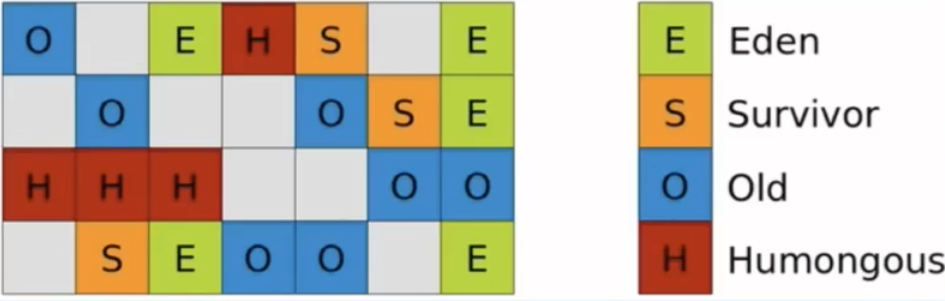 O E H S E E Eden
O O S E S Survivor
H H H O O O Old
S E O O E H Humongous